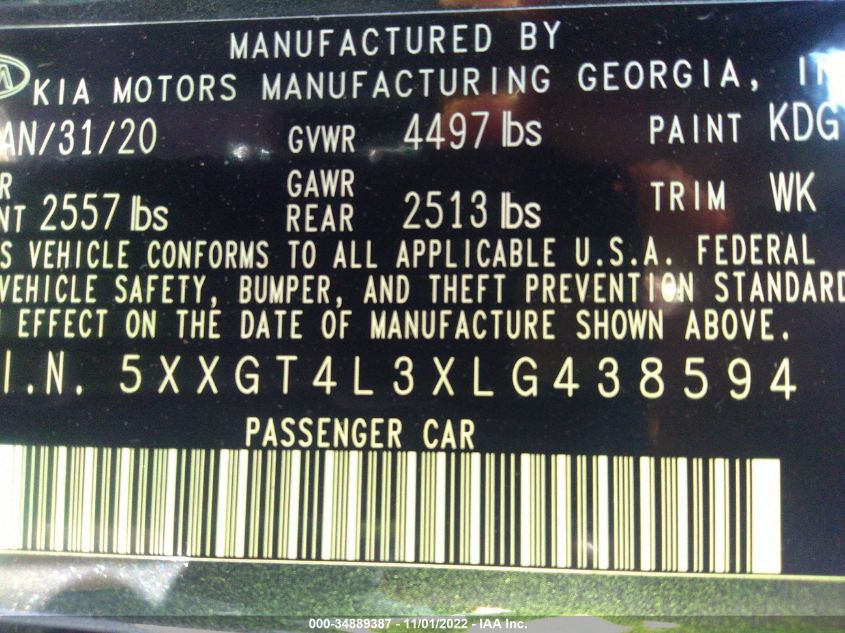 MANUFACTURED BY
KIA MOTORS MANUFACTURING GEORGIA, IN
AN/31/20 GVWR 4497 lbs PAINT KDG
R GAWR
NT 2557 lbs REAR 2513 lbs TRIM WK
S VEHICLE CONFORMS TO ALL APPLICABLE U.S.A. FEDERAL
VEHICLE SAFETY, BUMPER, AND THEFT PREVENTION STANDARD
EFFECT ON THE DATE OF MANUFACTURE SHOWN ABOVE.
I.N. 5XXGT4L3XLG438594
PASSENGER CAR
000-34889387 - 11/01/2022 - IAA Inc.